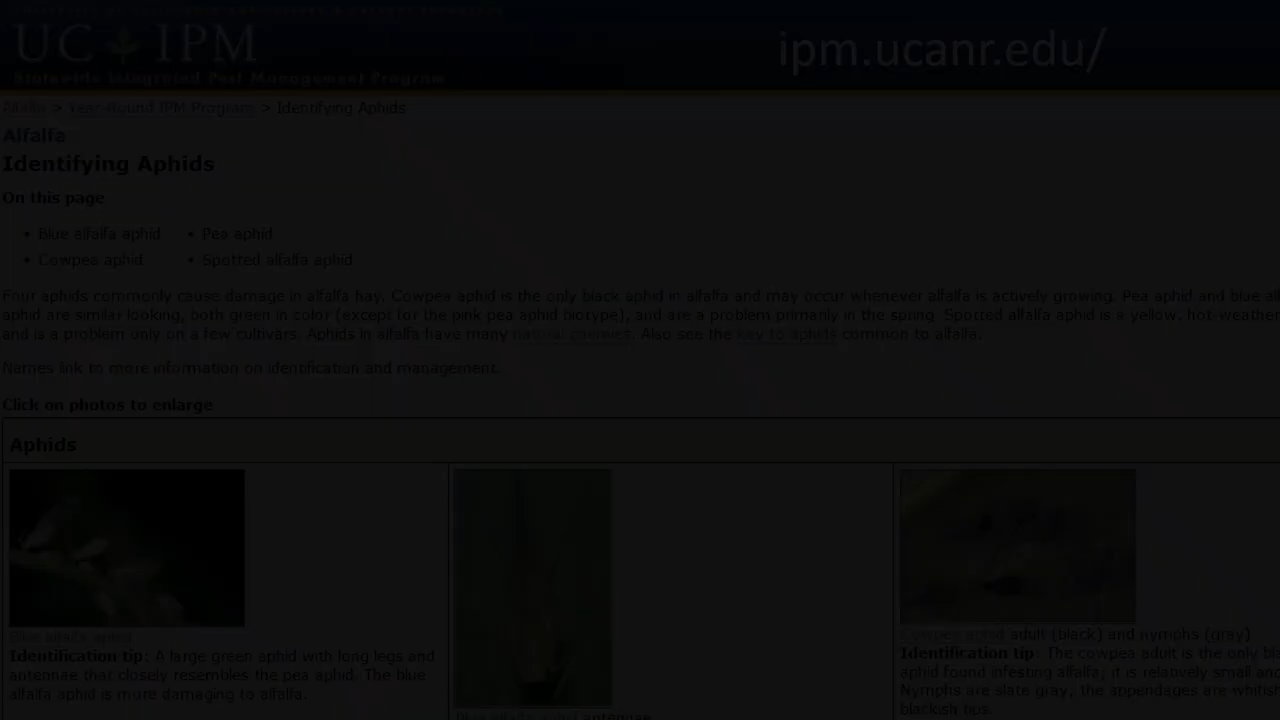 UC IPM
ipm.ucanr.edu/
Statewide Integrated Pest Management Program
Alfalfa > Year-Round IPM Program > Identifying Aphids
Alfalfa
Identifying Aphids
On this page
• Blue alfalfa aphid • Pea aphid
• Cowpea aphid • Spotted alfalfa aphid
Four aphids commonly cause damage in alfalfa hay. Cowpea aphid is the only black aphid in alfalfa and may occur whenever alfalfa is actively growing. Pea aphid and blue al
aphid are similar looking, both green in color (except for the pink pea aphid biotype), and are a problem primarily in the spring. Spotted alfalfa aphid is a yellow, hot-weather
and is a problem only on a few cultivars. Aphids in alfalfa have many natural enemies. Also see the key to aphids common to alfalfa.
Names link to more information on identification and management.
Click on photos to enlarge
Aphids
Blue alfalfa aphid
Identification tip: A large green aphid with long legs and
antennae that closely resembles the pea aphid. The blue
alfalfa aphid is more damaging to alfalfa.
Blue alfalfa aphid antennae
Cowpea aphid adult (black) and nymphs (gray)
Identification tip: The cowpea adult is the only bla
aphid found infesting alfalfa; it is relatively small and
Nymphs are slate gray, the appendages are whitish
blackish tips.